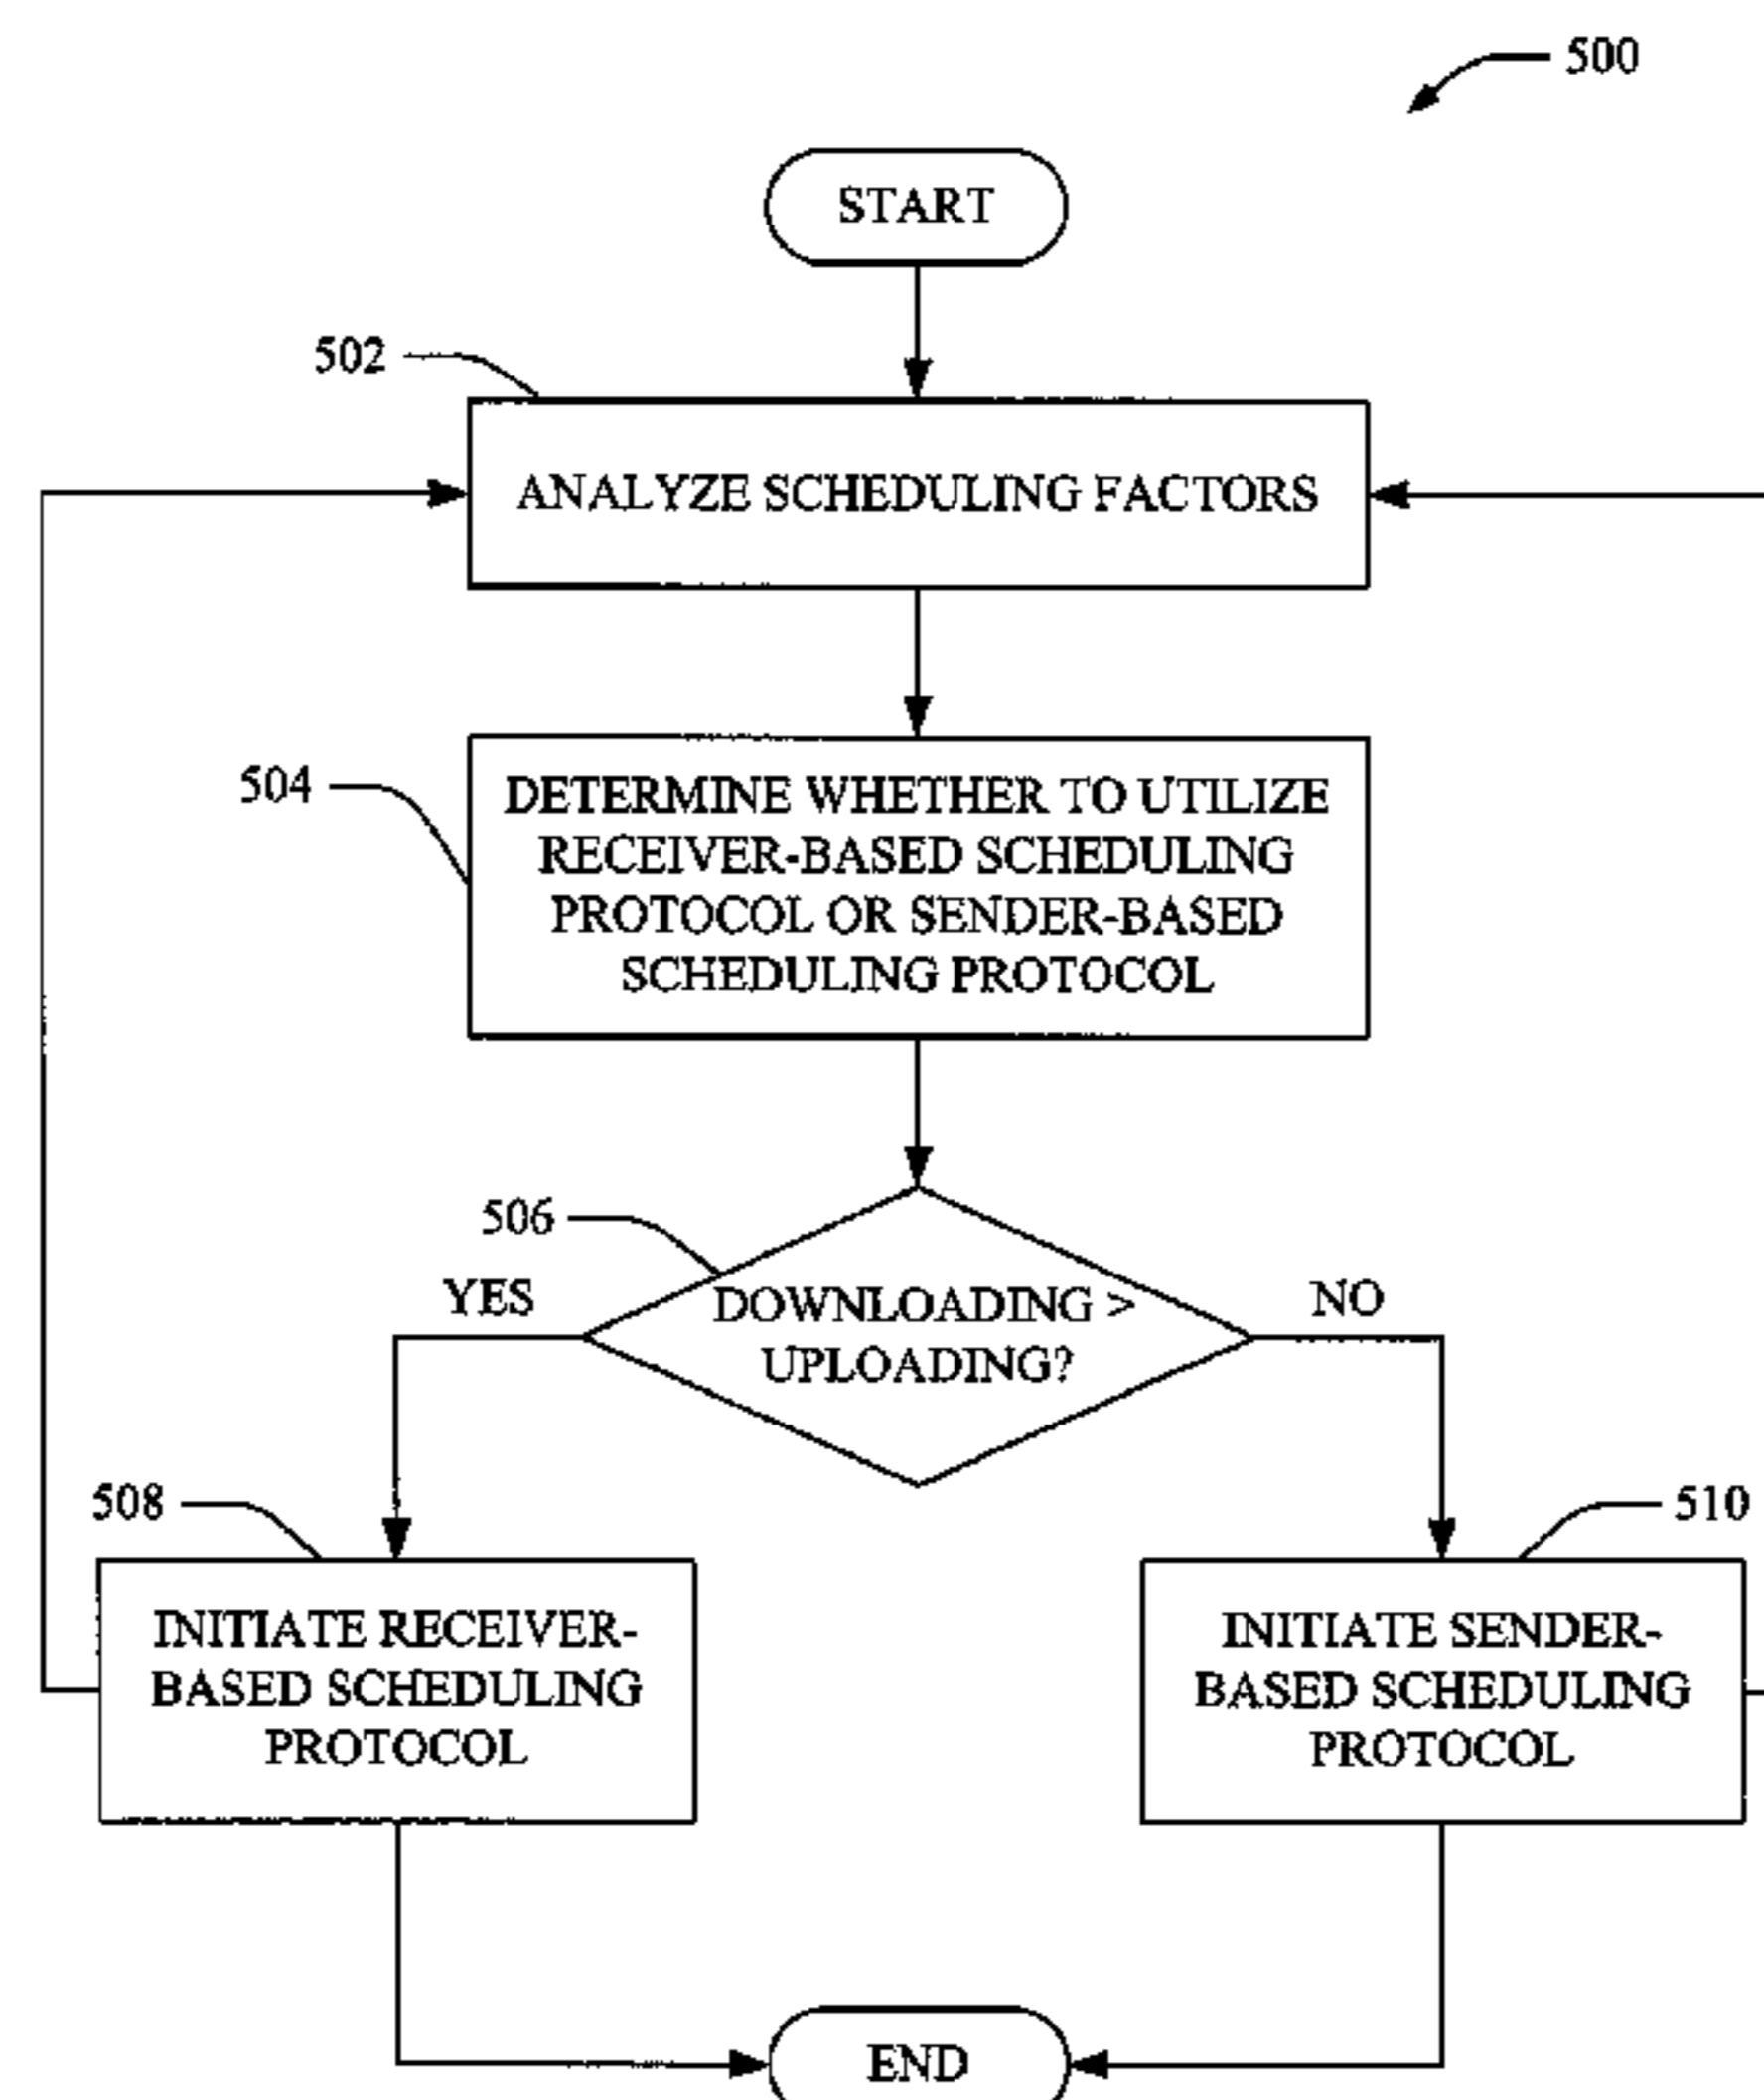 500
START
502
ANALYZE SCHEDULING FACTORS
504
DETERMINE WHETHER TO UTILIZE
RECEIVER-BASED SCHEDULING
PROTOCOL OR SENDER-BASED
SCHEDULING PROTOCOL
506
YES
DOWNLOADING >
UPLOADING?
NO
508
INITIATE RECEIVER-
BASED SCHEDULING
PROTOCOL
510
INITIATE SENDER-
BASED SCHEDULING
PROTOCOL
END